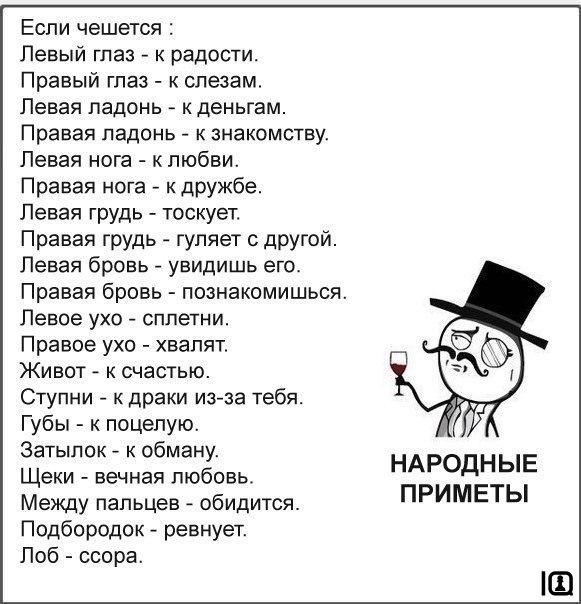 Если чешется :
Левый глаз - к радости.
Правый глаз - к слезам.
Левая ладонь - к деньгам.
Правая ладонь - к знакомству.
Левая нога - к любви.
Правая нога - к дружбе.
Левая грудь - тоскует.
Правая грудь - гуляет с другой.
Левая бровь - увидишь его.
Правая бровь - познакомишься.
Левое ухо - сплетни.
Правое ухо - хвалят.
Живот - к счастью.
Ступни - к драки из-за тебя.
Губы - к поцелую.
Затылок - к обману.
Щеки - вечная любовь.
Между пальцев - обидится.
Подбородок - ревнует.
Лоб - ссора.
НАРОДНЫЕ
ПРИМЕТЫ
IQ